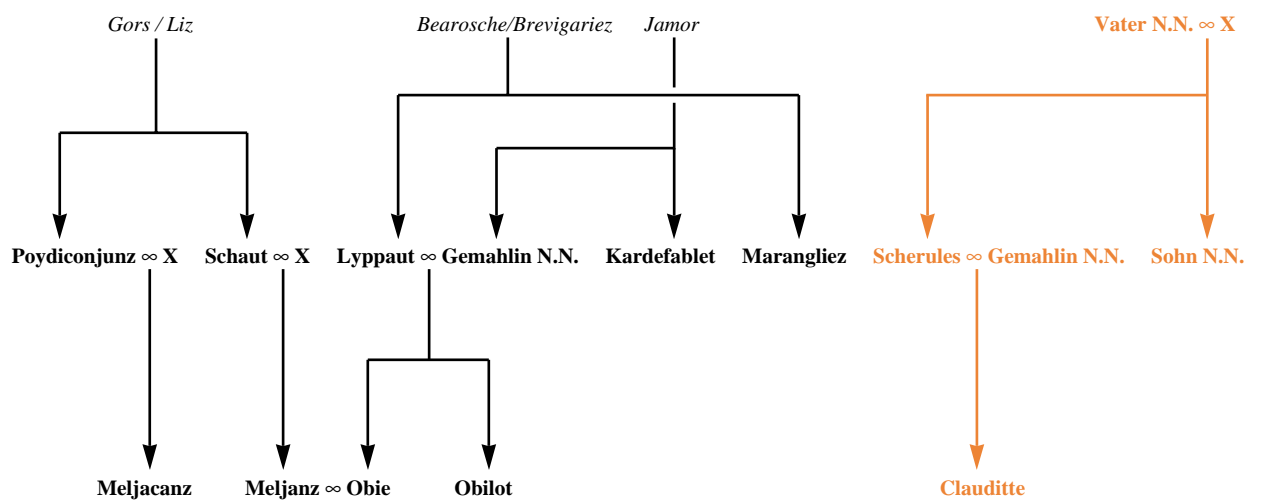 Gors / Liz Bearosche/Brevigariez Jamor Vater N.N. ∞ X
Poydiconjunz ∞ X Schaut ∞ X Lyppaut ∞ Gemahlin N.N. Kardefablet Marangliez Scherules ∞ Gemahlin N.N. Sohn N.N.
Meljacanz Meljanz ∞ Obie Obilot Clauditte